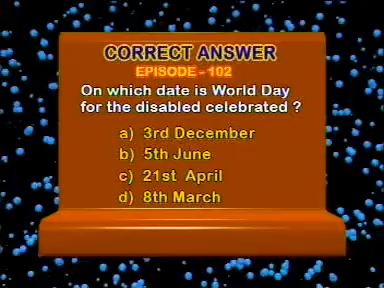 CORRECT ANSWER
EPISODE - 102
On which date is World Day
for the disabled celebrated ?
a) 3rd December
b) 5th June
c) 21st April
d) 8th March